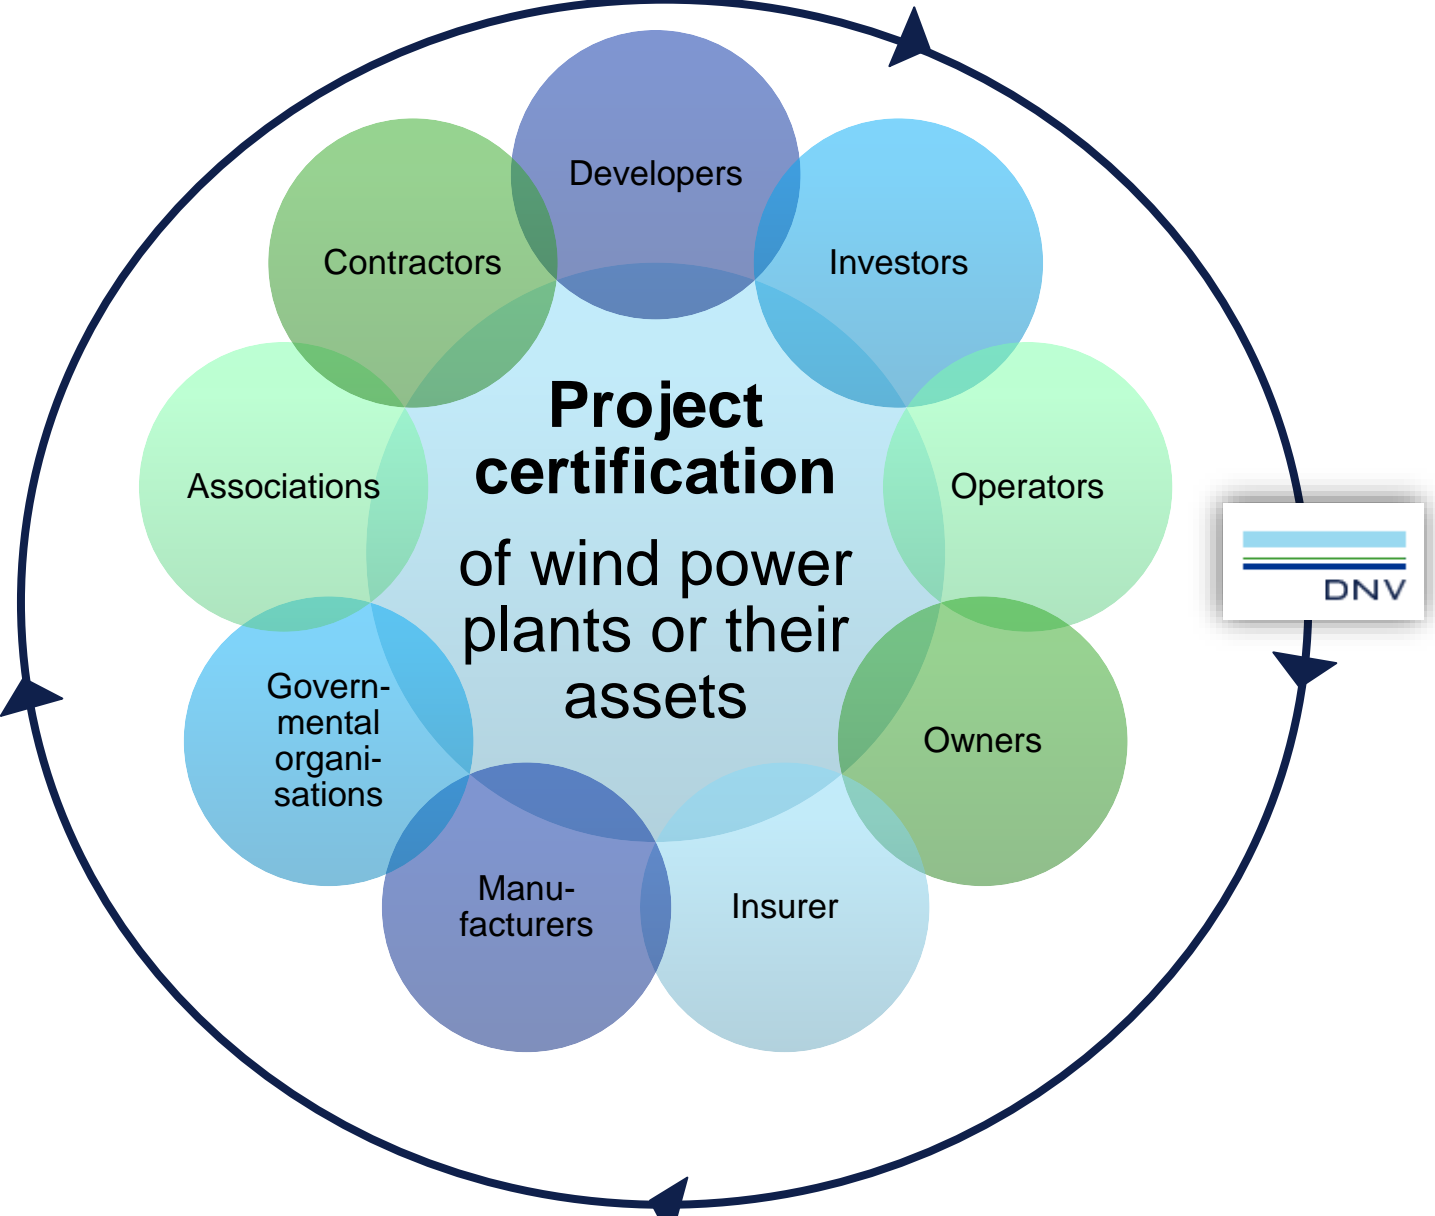 Developers
Contractors
Investors
Project
certification
of wind power
plants or their
assets
Associations
Operators
DNV
Govern-
mental
organi-
sations
Owners
Manu-
facturers
Insurer